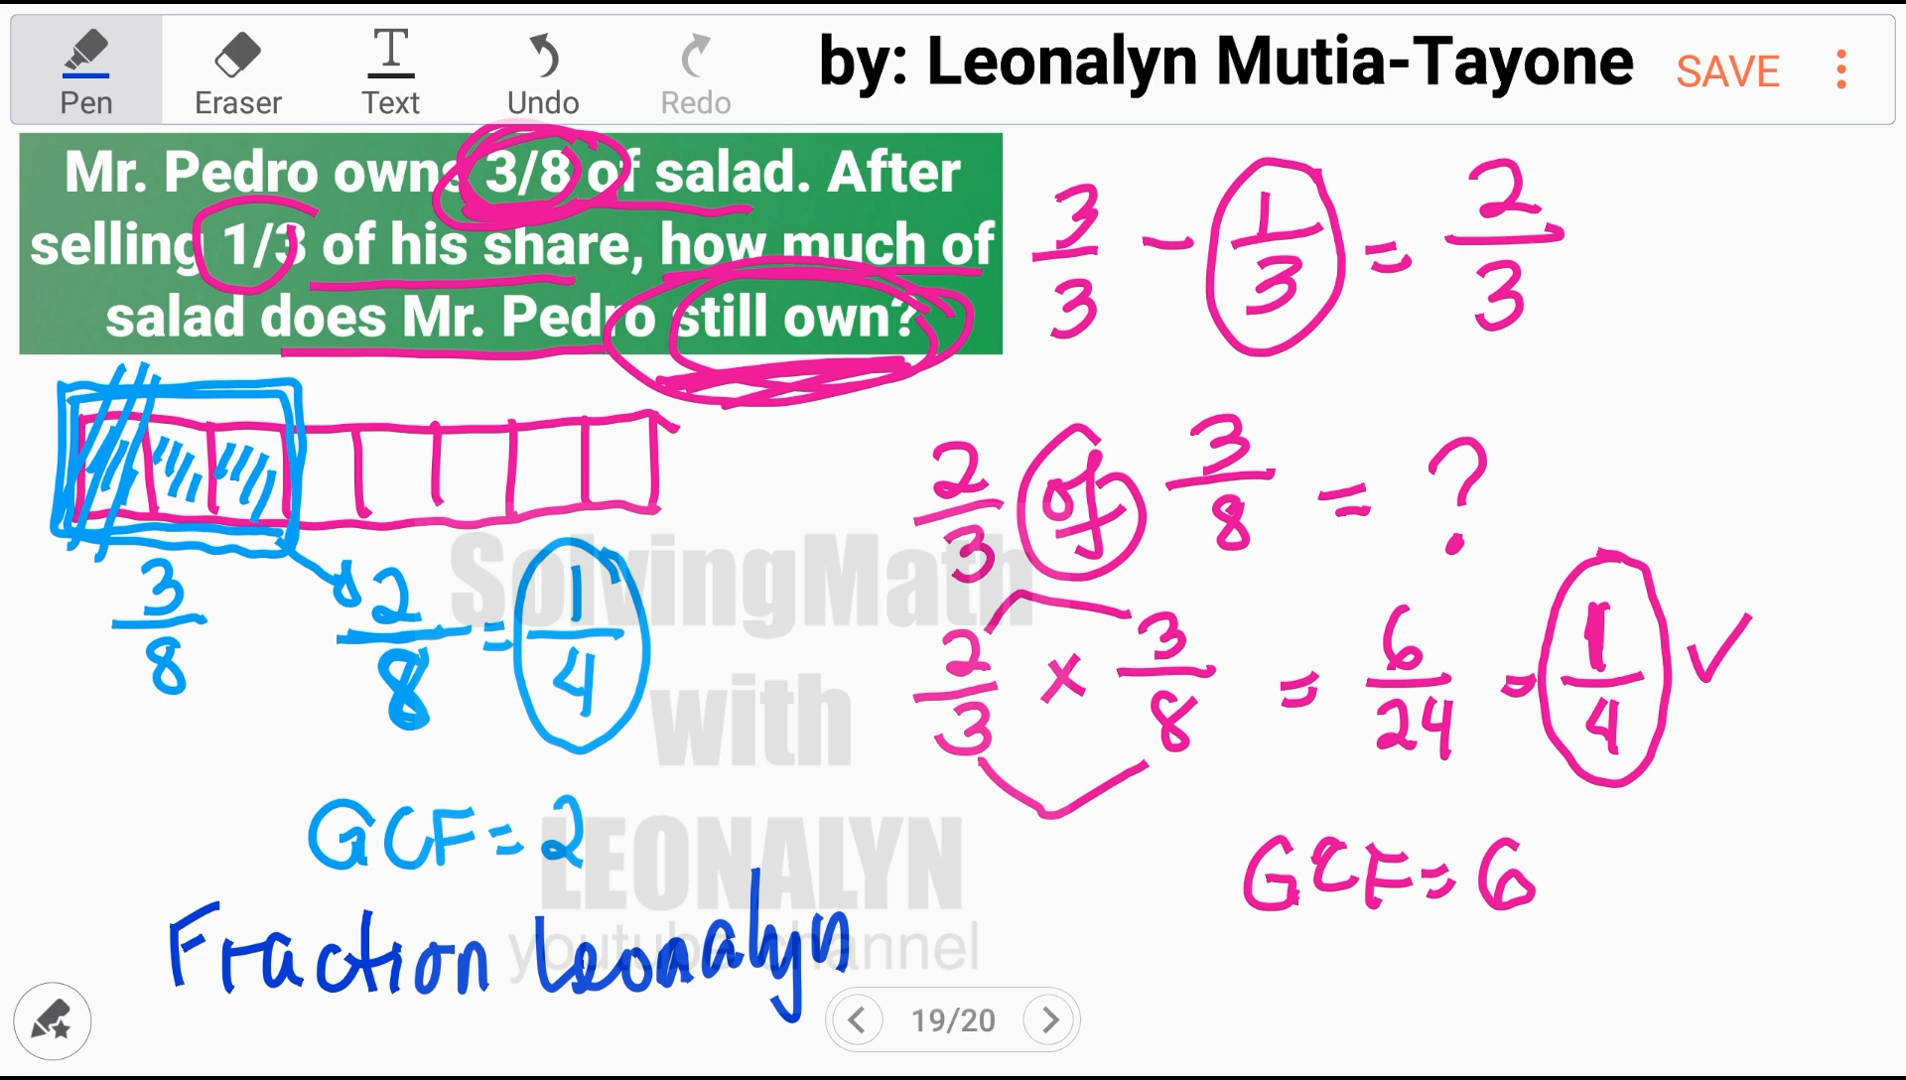 Pen Eraser Text Undo Redo by: Leonalyn Mutia-Tayone SAVE
Mr. Pedro owns 3/8 of salad. After
selling 1/3 of his share, how much of
salad does Mr. Pedro still own?
3/3 - 1/3 = 2/3
2/3 of 3/8 = ?
2/3 × 3/8 = 6/24 = 1/4 ✓
GCF = 6
3/8 2/8 = 1/4
GCF = 2
SolvingMath
with
LEONALYN
youtube channel
Fraction Leonalyn
19/20